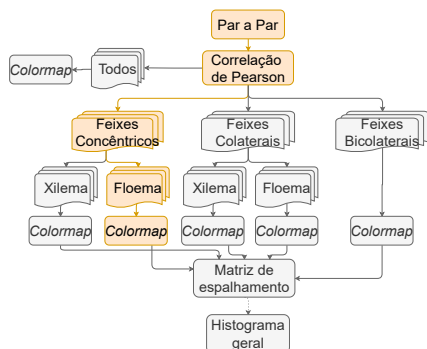 Par a Par
Colormap
Todos
Correlação
de Pearson
Feixes
Concêntricos
Feixes
Colaterais
Feixes
Bicolaterais
Xilema
Floema
Xilema
Floema
Colormap
Colormap
Colormap
Colormap
Colormap
Matriz de
espalhamento
Histograma
geral